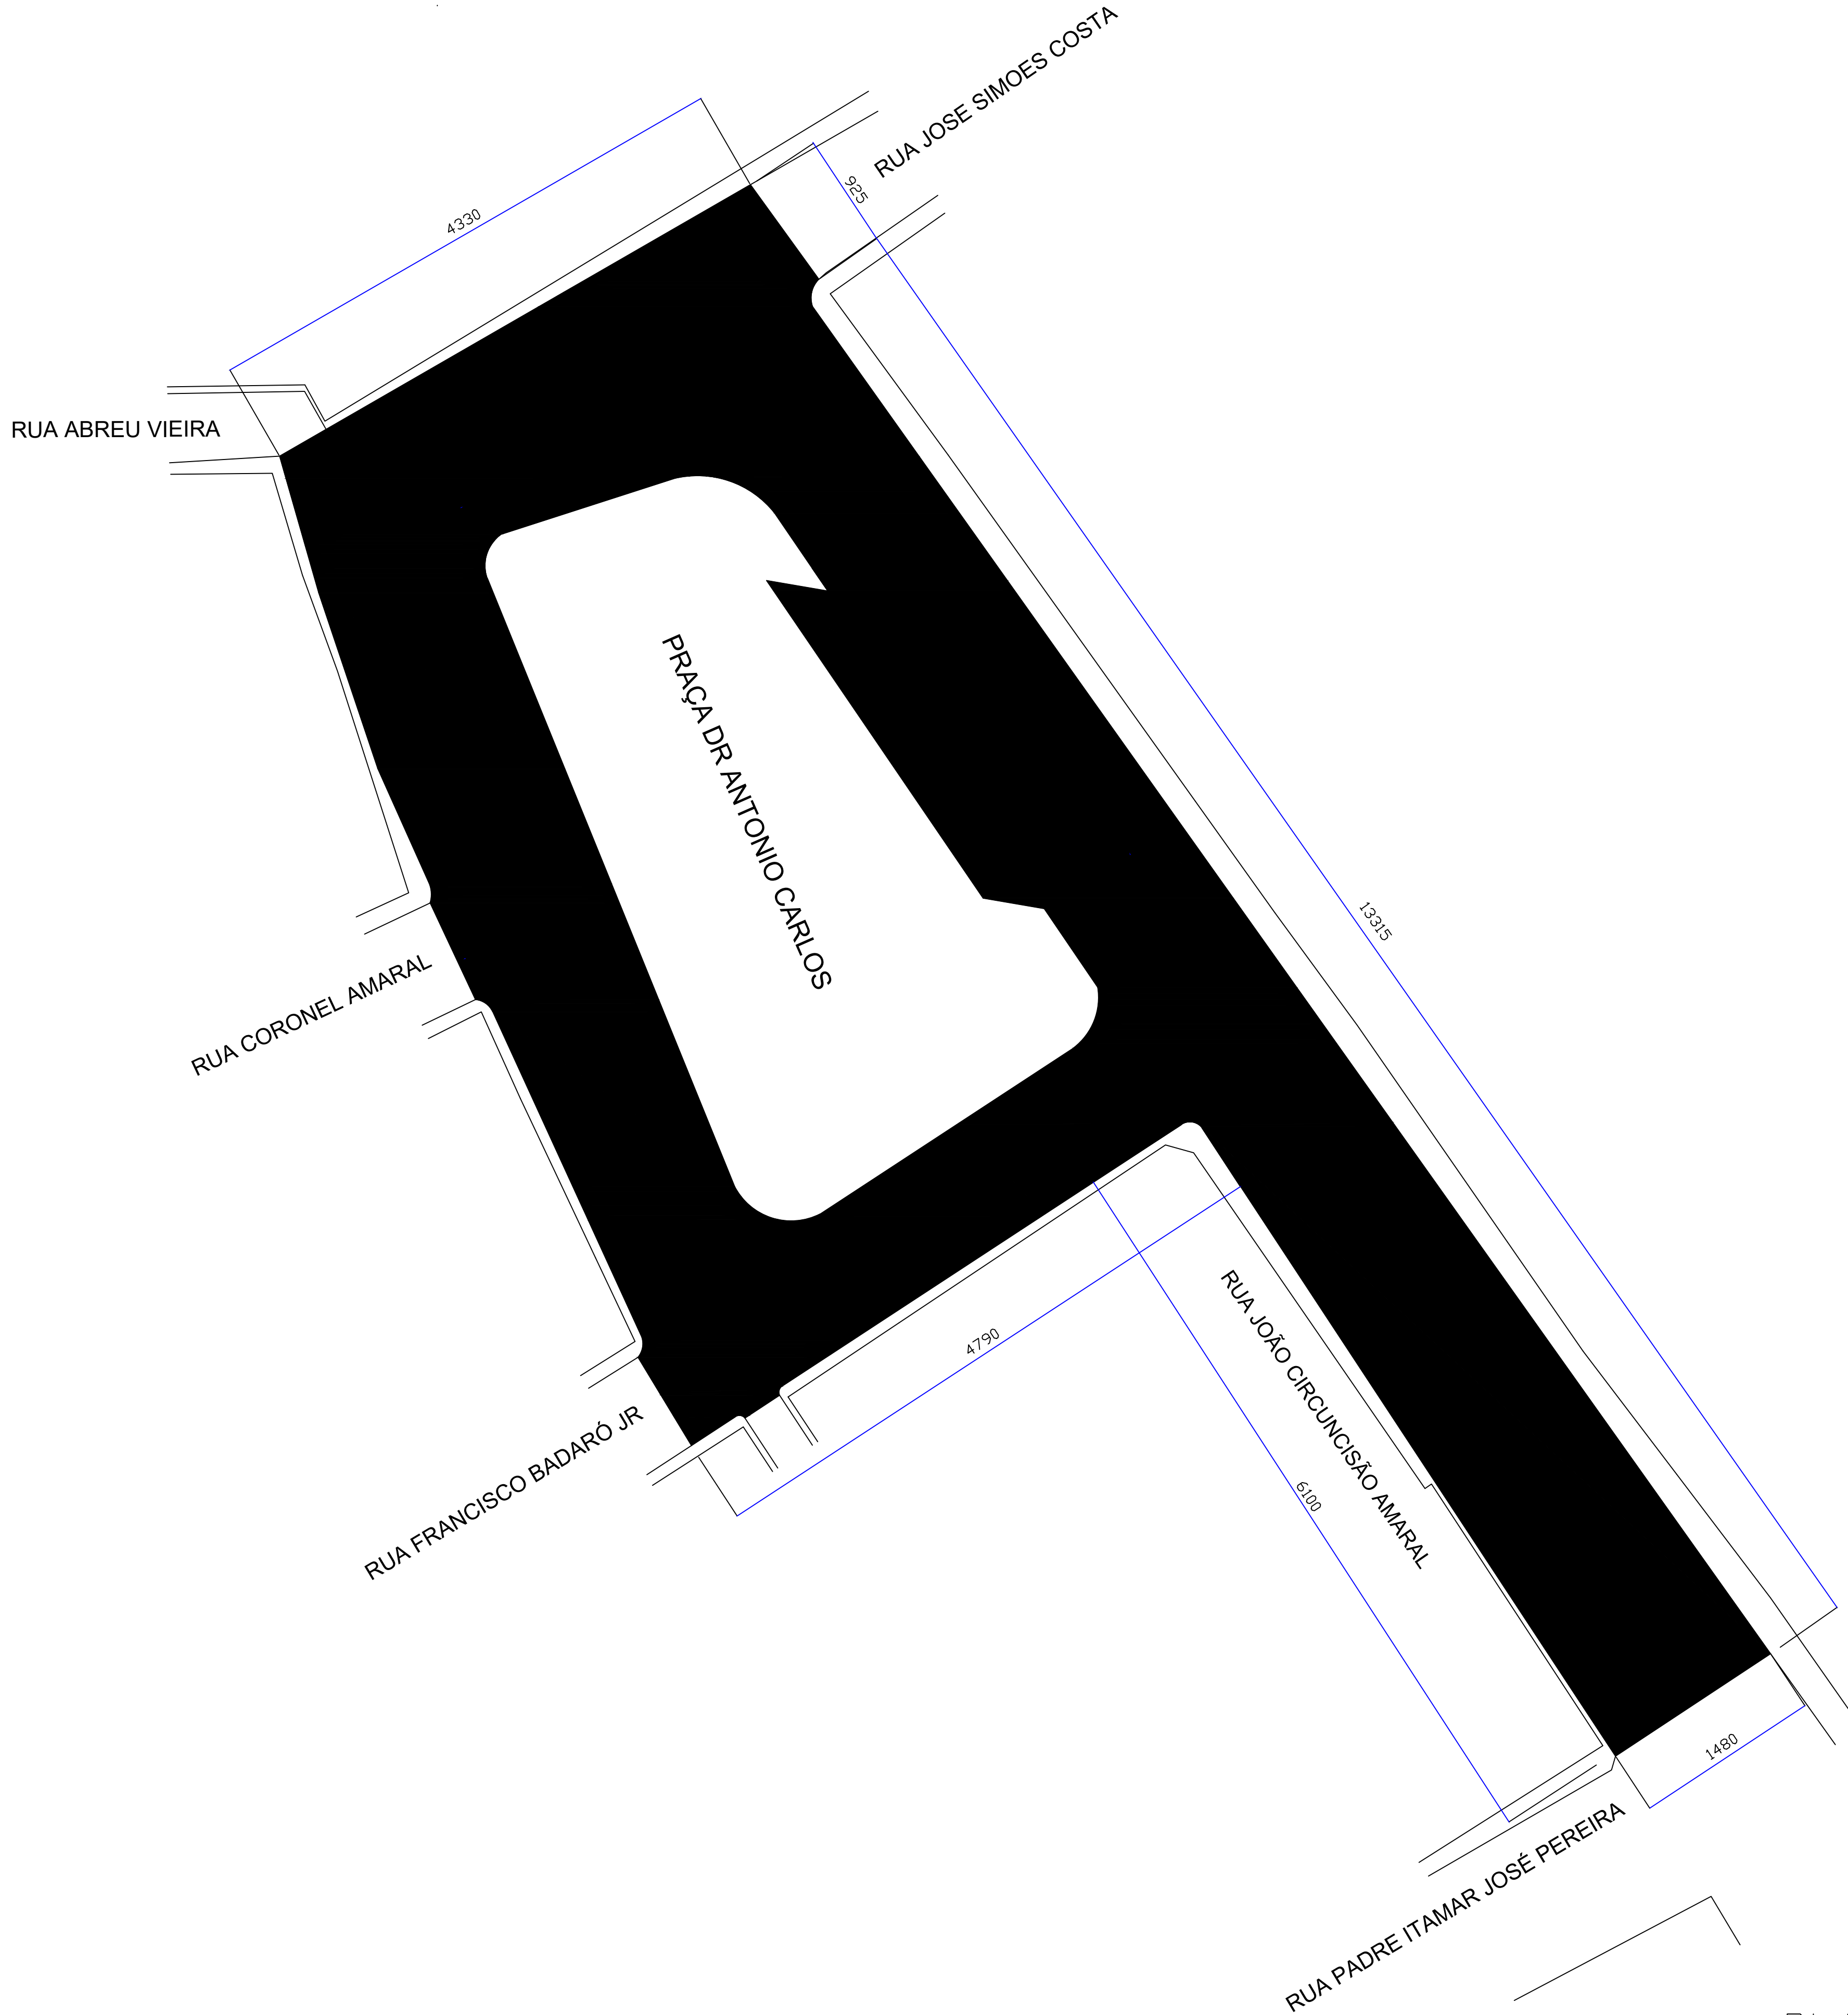 RUA JOSE SIMOES COSTA
925
4330
RUA ABREU VIEIRA
PRAÇA DR ANTONIO CARLOS
13315
RUA CORONEL AMARAL
4790
RUA JOÃO CIRCUNCISÃO AMARAL
RUA FRANCISCO BADARÓ JR
6100
1480
RUA PADRE ITAMAR JOSÉ PEREIRA